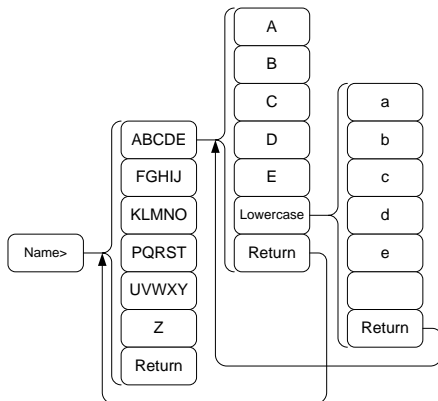 Name>
ABCDE
FGHIJ
KLMNO
PQRST
UVWXY
Z
Return
A
B
C
D
E
Lowercase
Return
a
b
c
d
e
Return